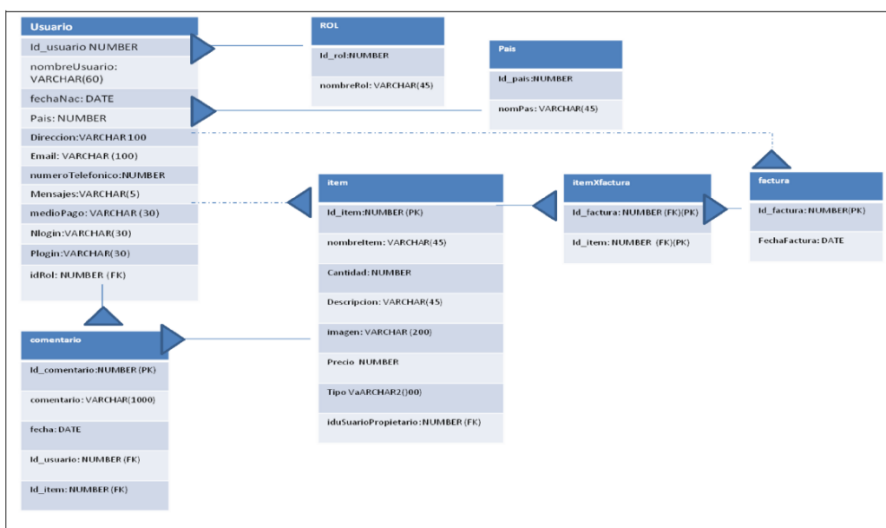 Usuario
Id_usuario NUMBER
nombreUsuario:
VARCHAR(60)
fechaNac: DATE
Pais: NUMBER
Direccion:VARCHAR 100
Email: VARCHAR (100)
numeroTelefonico:NUMBER
Mensajes:VARCHAR(5)
medioPago: VARCHAR (30)
Nlogin:VARCHAR(30)
Plogin:VARCHAR(30)
idRol: NUMBER (FK)
ROL
Id_rol:NUMBER
nombreRol: VARCHAR(45)
Pais
Id_pais:NUMBER
nomPas: VARCHAR(45)
item
Id_item:NUMBER (PK)
nombreItem: VARCHAR(45)
Cantidad: NUMBER
Descripcion: VARCHAR(45)
imagen: VARCHAR (200)
Precio NUMBER
Tipo VaARCHAR2()00)
iduSuarioPropietario:NUMBER (FK)
itemXfactura
Id_factura: NUMBER (FK)(PK)
Id_item: NUMBER (FK)(PK)
factura
Id_factura: NUMBER(PK)
FechaFactura: DATE
comentario
Id_comentario:NUMBER (PK)
comentario: VARCHAR(1000)
fecha: DATE
Id_usuario: NUMBER (FK)
Id_item: NUMBER (FK)